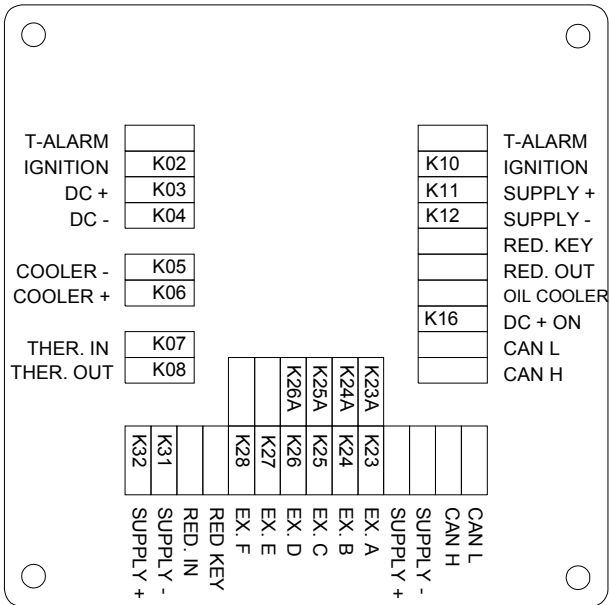 T-ALARM
IGNITION K02
DC + K03
DC - K04
COOLER - K05
COOLER + K06
THER. IN K07
THER. OUT K08
T-ALARM
K10 IGNITION
K11 SUPPLY +
K12 SUPPLY -
RED. KEY
RED. OUT
OIL COOLER
K16 DC + ON
CAN L
CAN H
K26A K25A K24A K23A
K32 K31 K28 K27 K26 K25 K24 K23
SUPPLY +
SUPPLY -
RED. IN
RED KEY
EX. F
EX. E
EX. D
EX. C
EX. B
EX. A
SUPPLY +
SUPPLY -
CAN H
CAN L